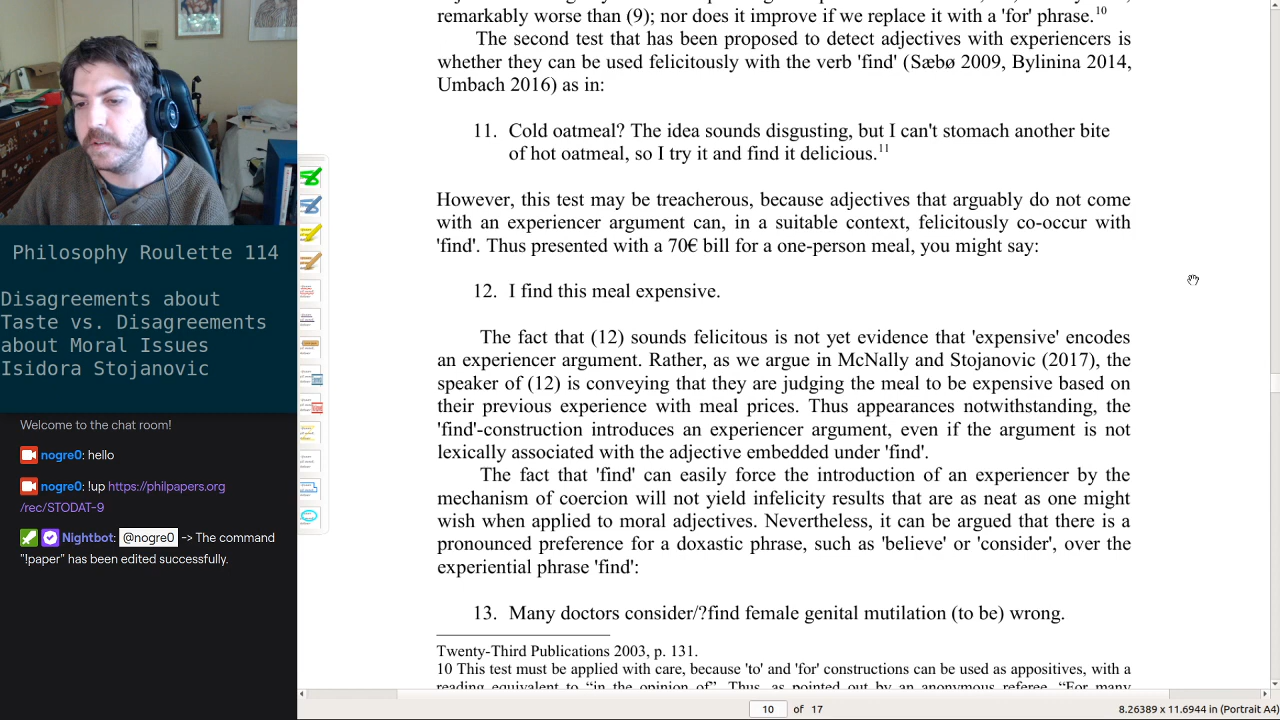 remarkably worse than (9); nor does it improve if we replace it with a 'for' phrase.10
The second test that has been proposed to detect adjectives with experiencers is
whether they can be used felicitously with the verb 'find' (Sæbø 2009, Bylinina 2014,
Umbach 2016) as in:
11. Cold oatmeal? The idea sounds disgusting, but I can't stomach another bite
of hot oatmeal, so I try it and find it delicious.11
However, this test may be treacherous, because adjectives that arguably do not come
with an experiencer argument can, in a suitable context, felicitously co-occur with
'find'. Thus presented with a 70€ bill for a one-person meal, you might say:
12. I find this meal expensive.
The fact that (12) sounds felicitous is not yet evidence that 'expensive' encodes
an experiencer argument. Rather, as we argue in McNally and Stojanovic (2017), the
speaker of (12) is conveying that they are judging the meal to be expensive based on
their previous experience with meal prices. This appearances notwithstanding, the
'find-construction introduces an experiencer argument, even if the argument is not
lexically associated with the adjective embedded under 'find'.
The fact that 'find' can easily force the introduction of an experiencer by the
mechanism of coercion will not yield infelicity results that are as neat as one might
wish when applied to moral adjectives. Nevertheless, it can be argued that there is a
pronounced preference for a doxastic phrase, such as 'believe' or 'consider', over the
experiential phrase 'find':
13. Many doctors consider/?find female genital mutilation (to be) wrong.
Twenty-Third Publications 2003, p. 131.
10 This test must be applied with care, because 'to' and 'for' constructions can be used as appositives, with a
reading equivalent to “in the opinion of”. Thus, as pointed out by an anonymous referee, “For many
Philosophy Roulette 114
Disagreements about
Taste vs. Disagreements
about Moral Issues
Isidora Stojanovic
Welcome to the chat room!
nogre0: hello
nogre0: !up https://philpapers.org
/rec/STODAT-9
Nightbot: @nogre0 -> The command
"!paper" has been edited successfully.
10 of 17
8.26389 x 11.6944 in (Portrait A4)